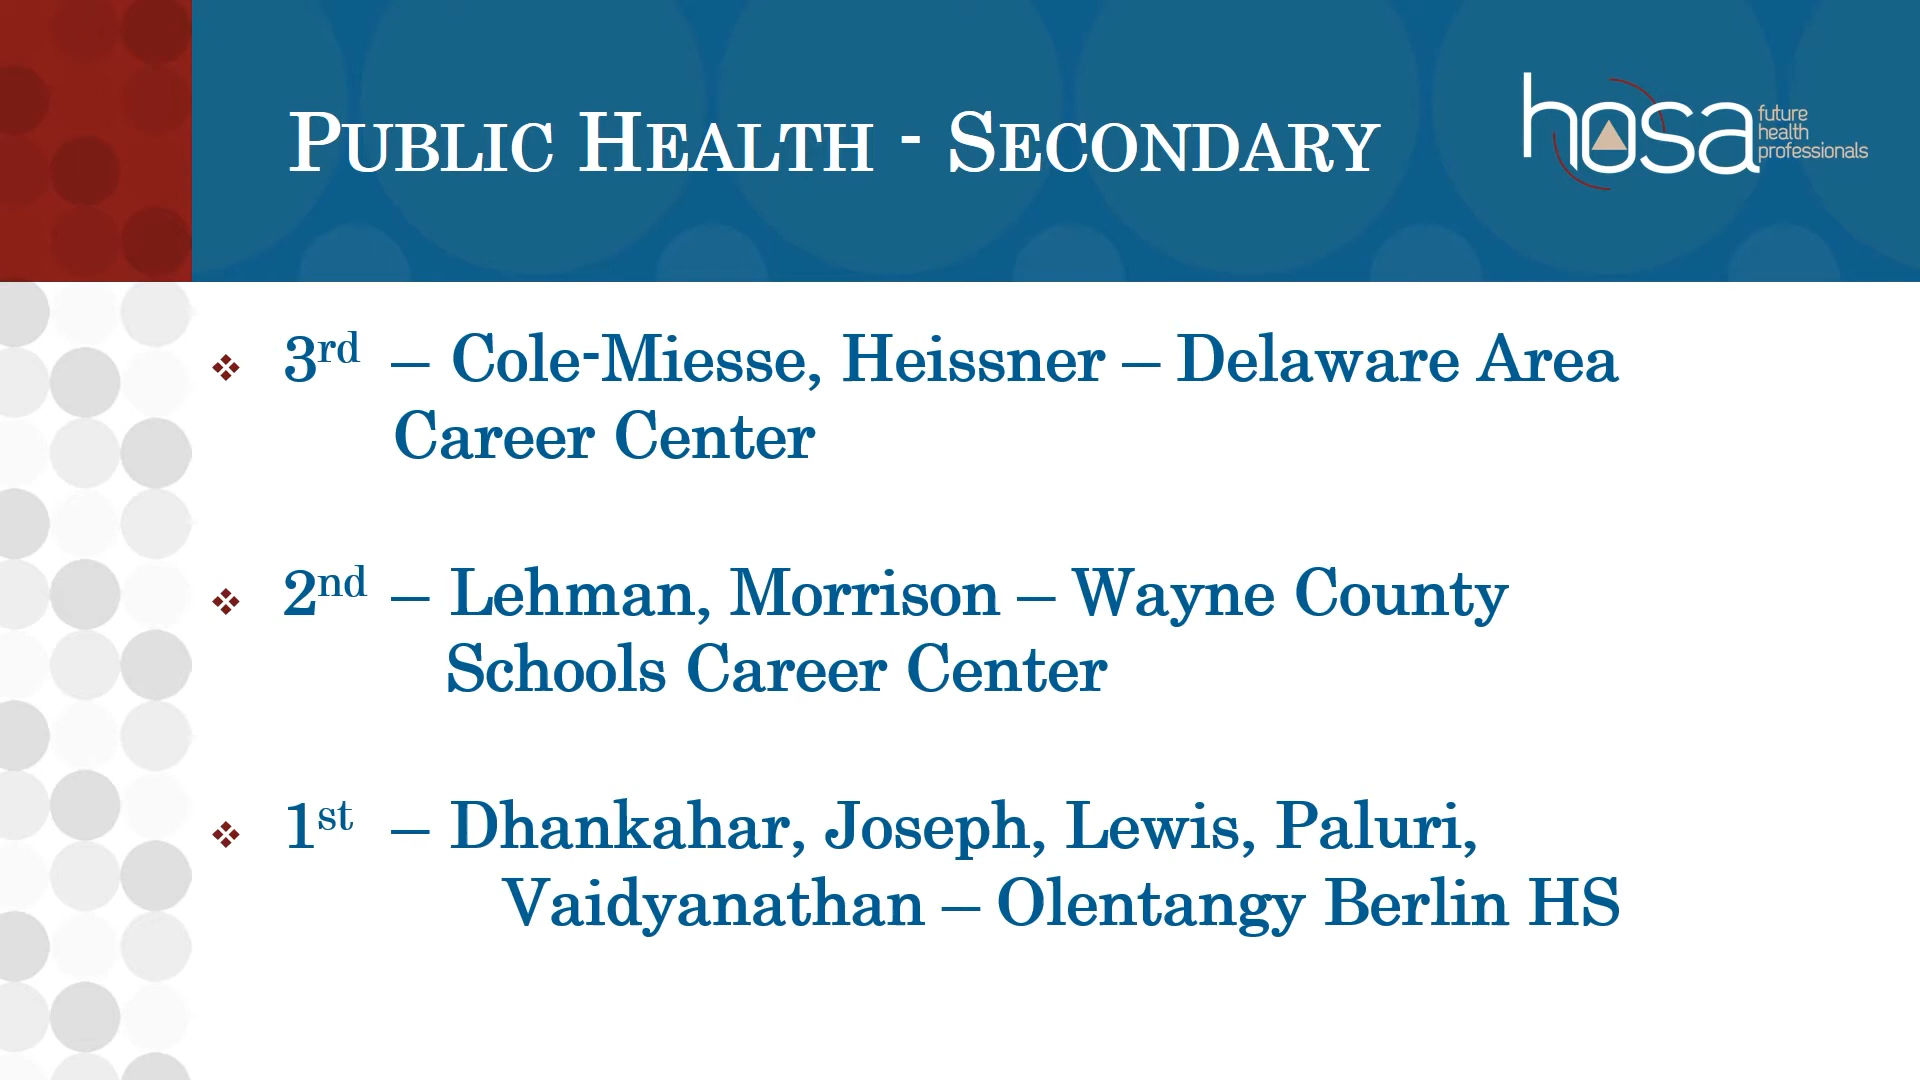 PUBLIC HEALTH - SECONDARY
hosa
future
health
professionals
❖ 3rd – Cole-Miesse, Heissner – Delaware Area
Career Center
❖ 2nd – Lehman, Morrison – Wayne County
Schools Career Center
❖ 1st – Dhankahar, Joseph, Lewis, Paluri,
Vaidyanathan – Olentangy Berlin HS